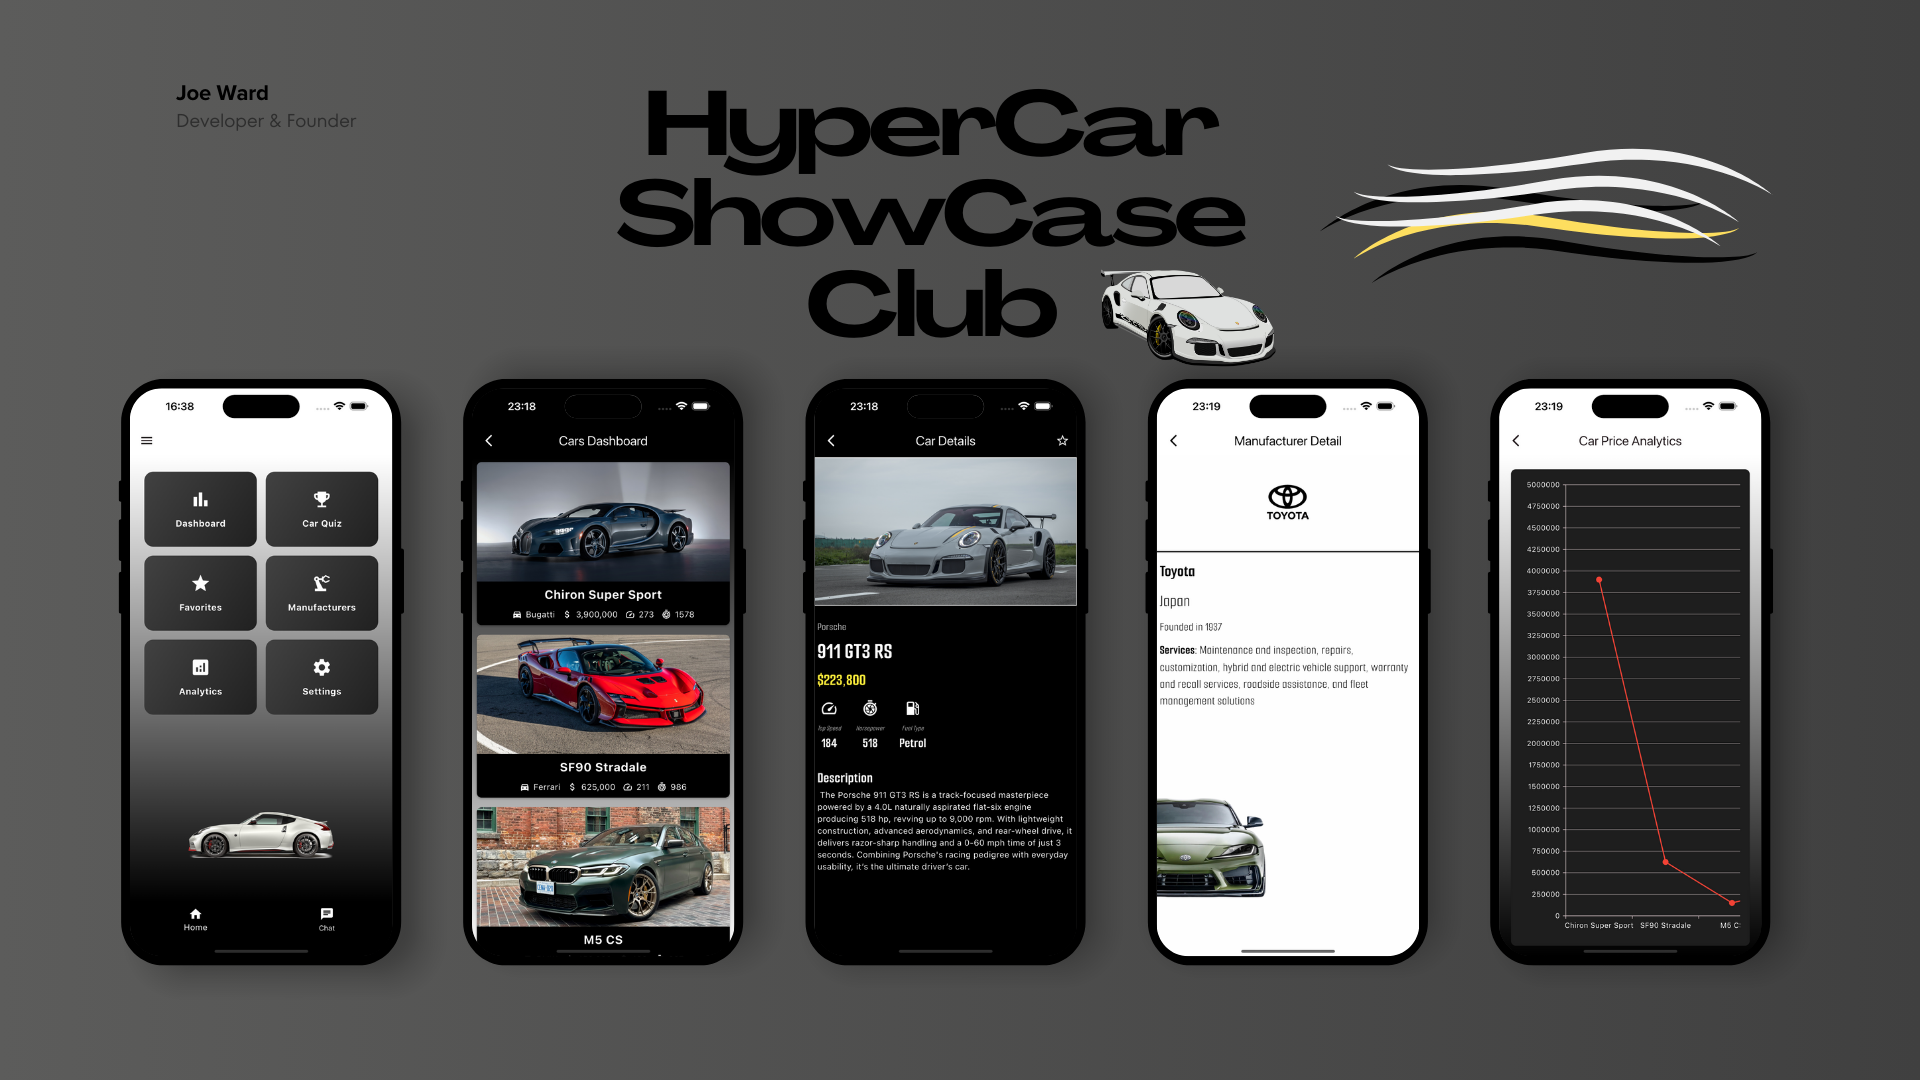 Joe Ward
Developer & Founder
HyperCar
ShowCase
Club
16:38
Dashboard
Car Quiz
Favorites
Manufacturers
Analytics
Settings
Home
Chat
23:18
Cars Dashboard
Chiron Super Sport
Bugatti $ 3,900,000 273 1578
SF90 Stradale
Ferrari $ 625,000 211 986
M5 CS
23:18
Car Details
Porsche
911 GT3 RS
$223,800
Top Speed Horsepower Fuel Type
184 518 Petrol
Description
The Porsche 911 GT3 RS is a track-focused masterpiece
powered by a 4.0L naturally aspirated flat-six engine
producing 518 hp, revving up to 9,000 rpm. With lightweight
construction, advanced aerodynamics, and rear-wheel drive, it
delivers razor-sharp handling and a 0-60 mph time of just 3
seconds. Combining Porsche's racing pedigree with everyday
usability, it's the ultimate driver's car.
23:19
Manufacturer Detail
TOYOTA
Toyota
Japan
Founded in 1937
Services: Maintenance and inspection, repairs,
customization, hybrid and electric vehicle support, warranty
and recall services, roadside assistance, and fleet
management solutions
23:19
Car Price Analytics
5000000
4750000
4500000
4250000
4000000
3750000
3500000
3250000
3000000
2750000
2500000
2250000
2000000
1750000
1500000
1250000
1000000
750000
500000
250000
0
Chiron Super Sport SF90 Stradale M5 C